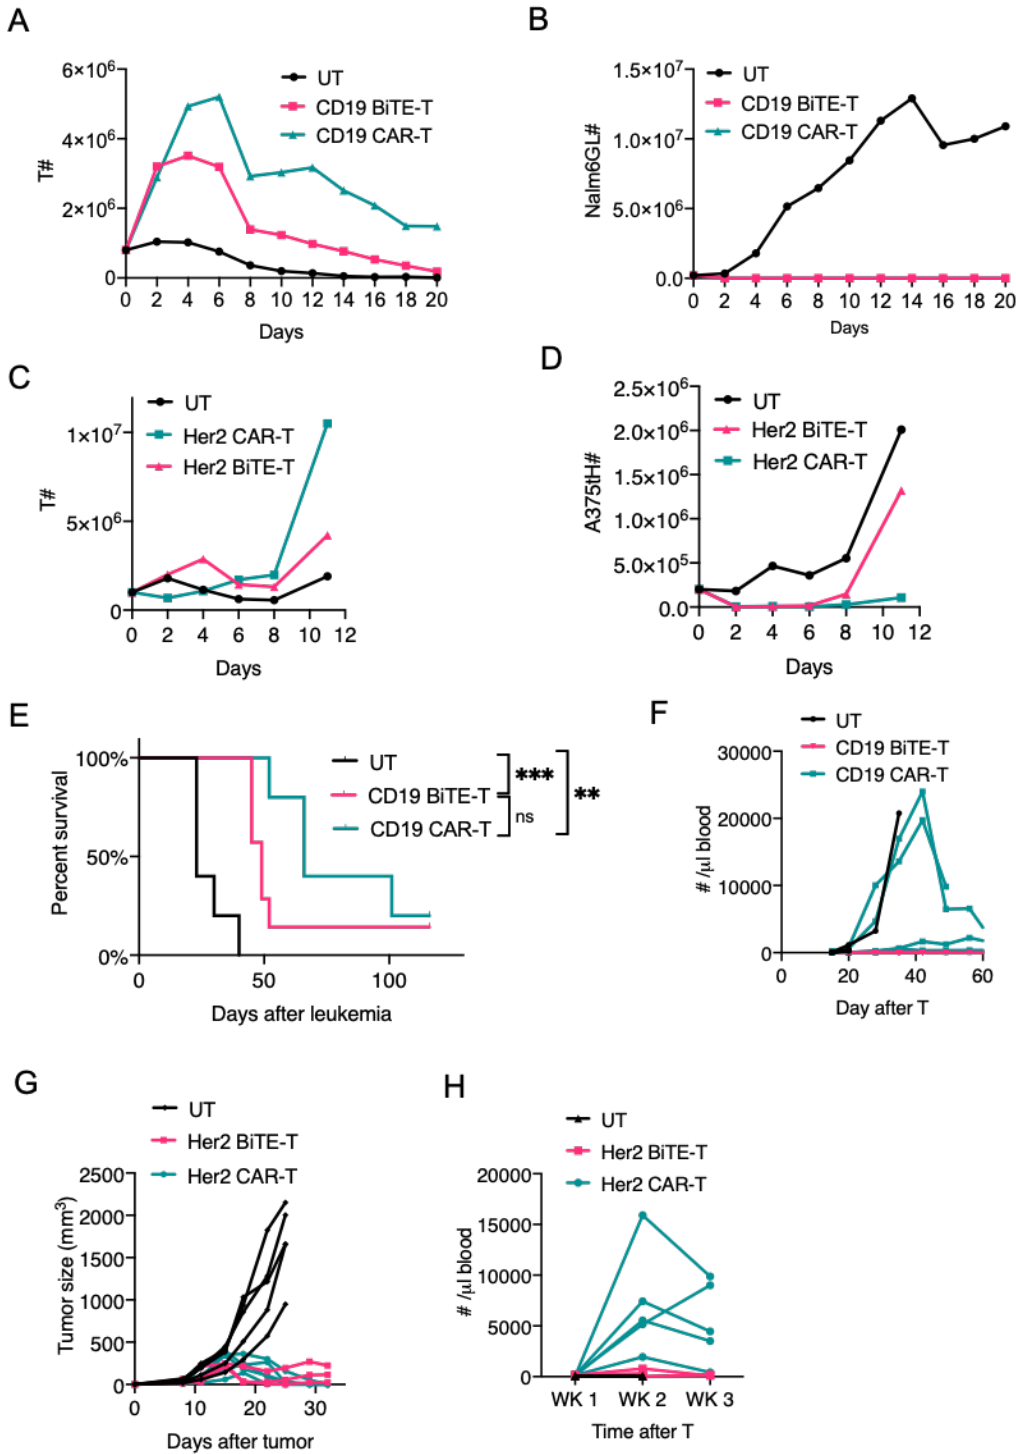 A
6×10⁶
4×10⁶
2×10⁶
0
T#
UT
CD19 BiTE-T
CD19 CAR-T
0 2 4 6 8 10 12 14 16 18 20
Days
B
1.5×10⁷
1.0×10⁷
5.0×10⁶
0.0
Nalm6GL#
UT
CD19 BiTE-T
CD19 CAR-T
0 2 4 6 8 10 12 14 16 18 20
Days
C
UT
Her2 CAR-T
Her2 BiTE-T
1×10⁷
5×10⁶
0
T#
0 2 4 6 8 10 12
Days
D
2.5×10⁶
2.0×10⁶
1.5×10⁶
1.0×10⁶
5.0×10⁵
0.0
A375tH#
UT
Her2 BiTE-T
Her2 CAR-T
0 2 4 6 8 10 12
Days
E
100%
50%
0%
Percent survival
UT
CD19 BiTE-T
CD19 CAR-T
***
ns
**
0 50 100
Days after leukemia
F
UT
CD19 BiTE-T
CD19 CAR-T
30000
20000
10000
0
# /µl blood
0 20 40 60
Day after T
G
UT
Her2 BiTE-T
Her2 CAR-T
2500
2000
1500
1000
500
0
Tumor size (mm³)
0 10 20 30
Days after tumor
H
UT
Her2 BiTE-T
Her2 CAR-T
20000
15000
10000
5000
0
# /µl blood
WK 1 WK 2 WK 3
Time after T